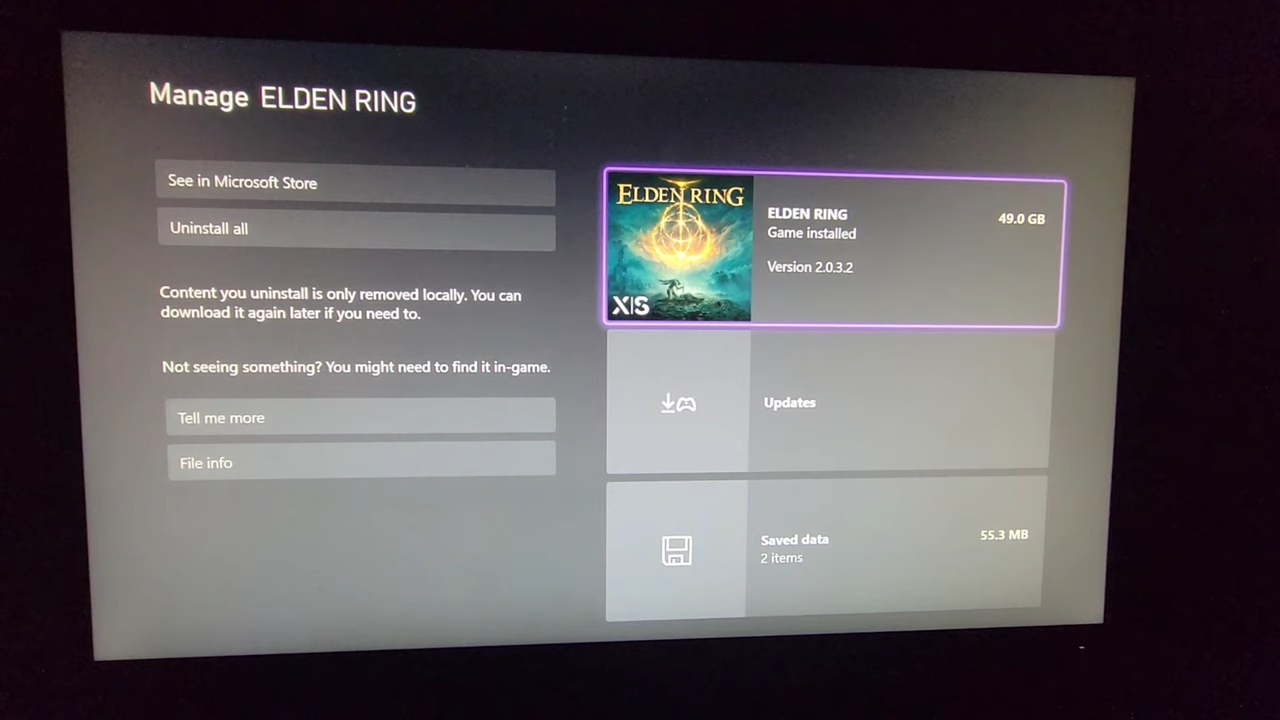 Manage ELDEN RING
See in Microsoft Store
Uninstall all
Content you uninstall is only removed locally. You can
download it again later if you need to.
Not seeing something? You might need to find it in-game.
Tell me more
File info
ELDEN RING
X|S
ELDEN RING
49.0 GB
Game installed
Version 2.0.3.2
Updates
Saved data
55.3 MB
2 items